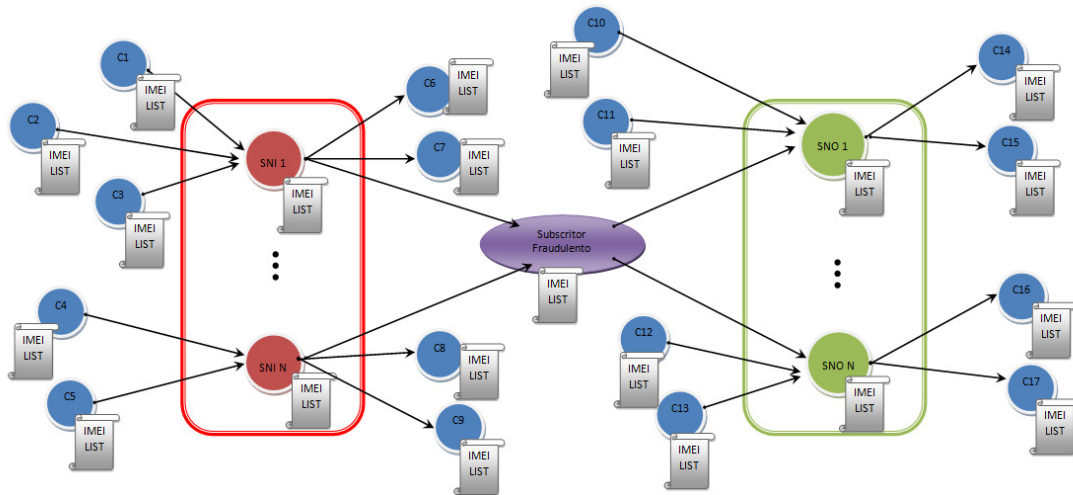 C1
IMEI
LIST
C2
IMEI
LIST
C3
IMEI
LIST
C4
IMEI
LIST
C5
IMEI
LIST
SNI 1
IMEI
LIST
SNI N
IMEI
LIST
C6
IMEI
LIST
C7
IMEI
LIST
Subscritor
Fraudulento
IMEI
LIST
C8
IMEI
LIST
C9
IMEI
LIST
C10
IMEI
LIST
C11
IMEI
LIST
C12
IMEI
LIST
C13
IMEI
LIST
SNO 1
IMEI
LIST
SNO N
IMEI
LIST
C14
IMEI
LIST
C15
IMEI
LIST
C16
IMEI
LIST
C17
IMEI
LIST